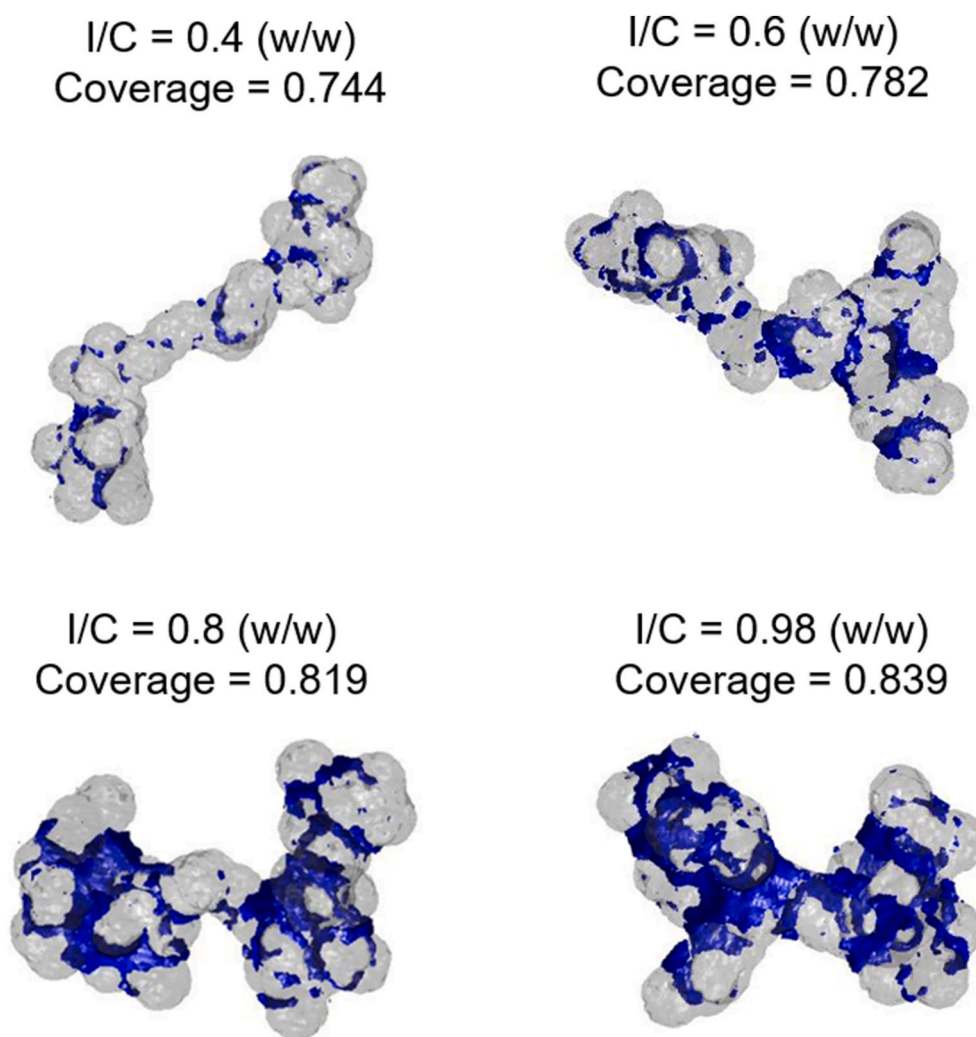 I/C = 0.4 (w/w)
Coverage = 0.744
I/C = 0.6 (w/w)
Coverage = 0.782
I/C = 0.8 (w/w)
Coverage = 0.819
I/C = 0.98 (w/w)
Coverage = 0.839